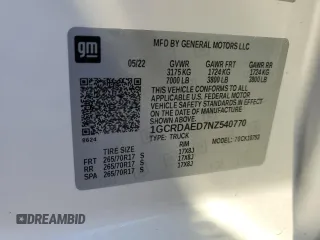 gm
MFD BY GENERAL MOTORS LLC
05/22 GVWR GAWR FRT GAWR RR
3175 KG 1724 KG 1724 KG
7000 LB 3800 LB 3800 LB
THIS VEHICLE CONFORMS TO ALL APPLICABLE U.S.
FEDERAL MOTOR VEHICLE SAFETY
STANDARDS IN EFFECT ON THE DATE OF
MANUFACTURE SHOWN ABOVE.
1GCRDAED7NZ540770
TYPE: TRUCK MODEL:
6624
TIRE SIZE RIM
FRT 265/70R17 S 17X8J
RR 265/70R17 S 17X8J
SPA 265/70R17 S 17X8J